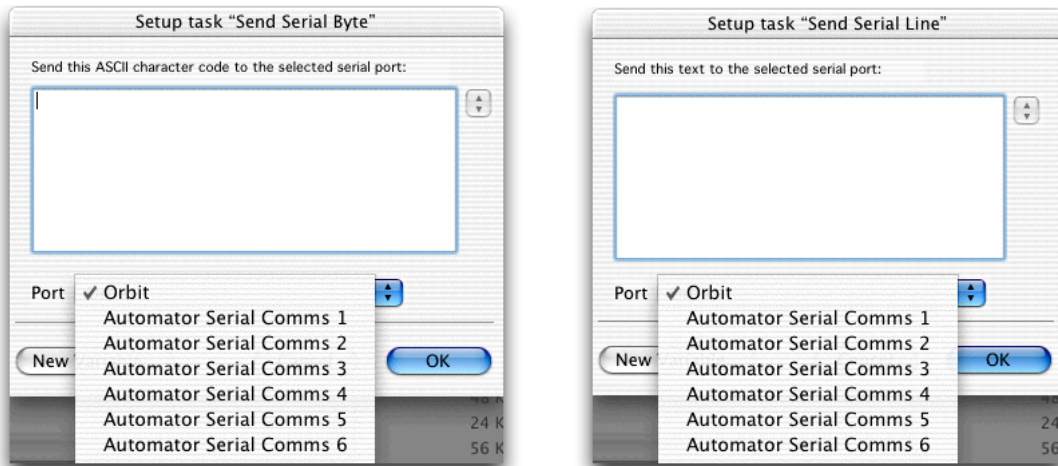 Setup task “Send Serial Byte”
Send this ASCII character code to the selected serial port:
Port ✓ Orbit
Automator Serial Comms 1
Automator Serial Comms 2
Automator Serial Comms 3
Automator Serial Comms 4
Automator Serial Comms 5
Automator Serial Comms 6
New
OK
24 K
56 K
Setup task “Send Serial Line”
Send this text to the selected serial port:
Port ✓ Orbit
Automator Serial Comms 1
Automator Serial Comms 2
Automator Serial Comms 3
Automator Serial Comms 4
Automator Serial Comms 5
Automator Serial Comms 6
New
OK
24
56